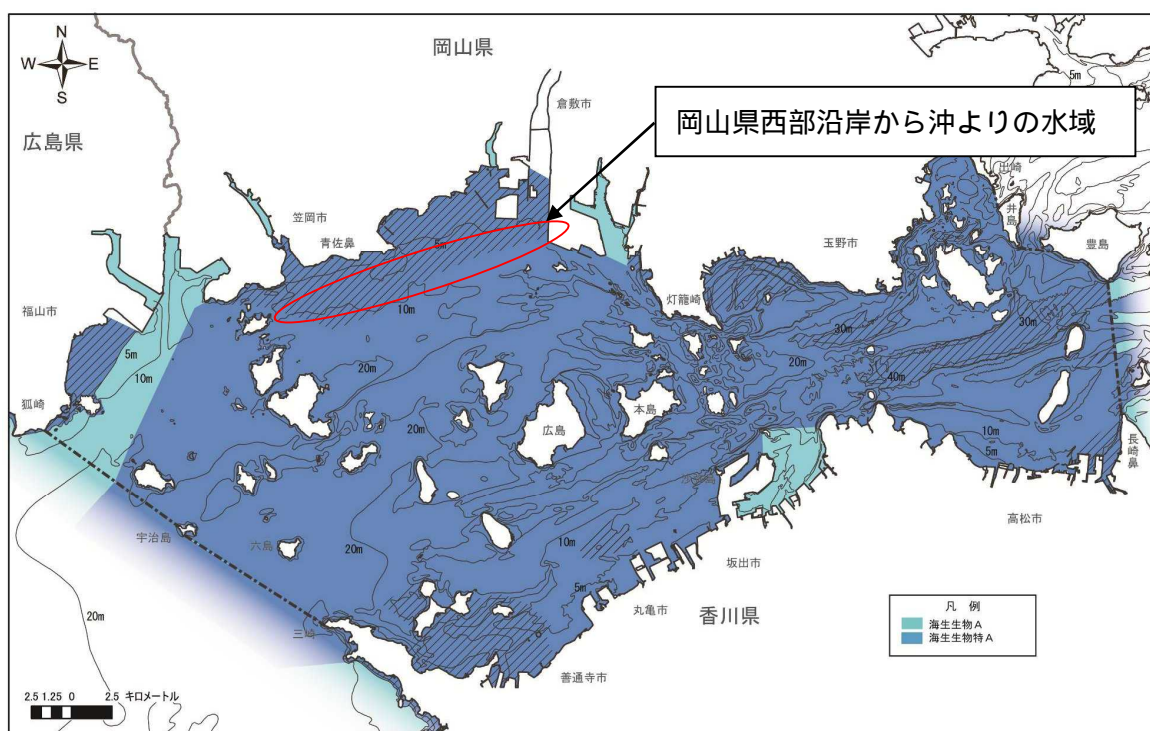 N
W E
S
岡山県
倉敷市
岡山県西部沿岸から沖よりの水域
広島県
5m
出崎
井島
豊島
笠岡市
青佐鼻
5m
玉野市
10m
灯籠崎
福山市
5m
10m
30m
30m
20m
20m
40m
狐崎
広島
本島
20m
10m
5m
長崎鼻
宇治島
六島
20m
10m
高松市
坂出市
20m
5m
丸亀市
香川県
三崎
善通寺市
凡 例
海生生物A
海生生物特A
2.5 1.25 0 2.5 キロメートル